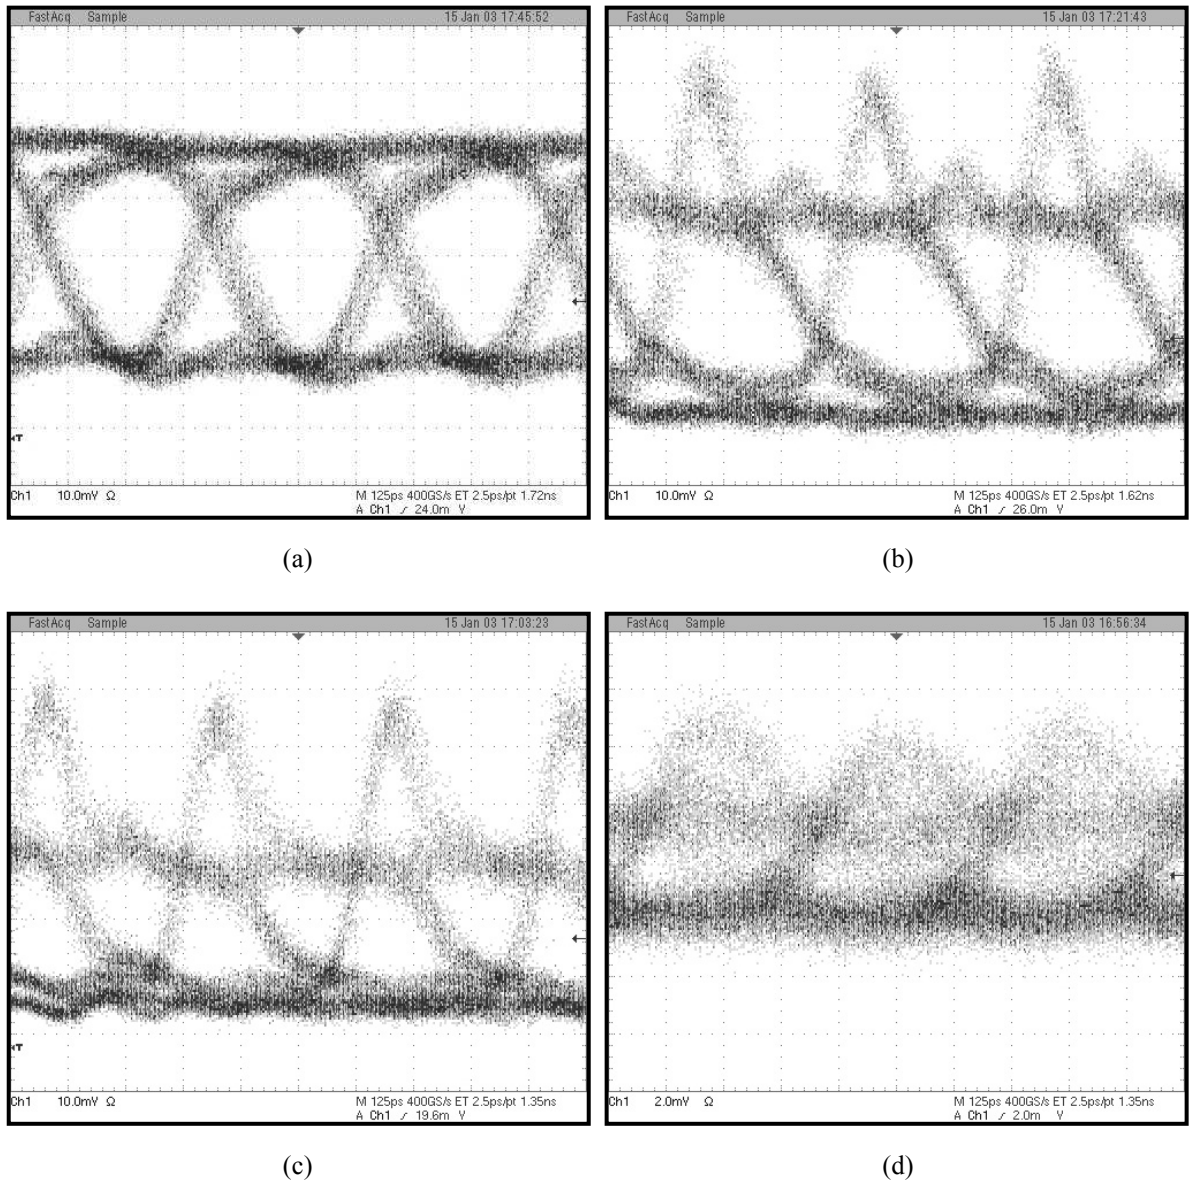 FastAcq Sample 15 Jan 03 17:45:52
T
Ch1 10.0mV Ω M 125ps 400GS/s ET 2.5ps/pt 1.72ns
A Ch1 ⁄ 24.0m V
(a)
FastAcq Sample 15 Jan 03 17:21:43
Ch1 10.0mV Ω M 125ps 400GS/s ET 2.5ps/pt 1.62ns
A Ch1 ⁄ 26.0m V
(b)
FastAcq Sample 15 Jan 03 17:03:23
T
Ch1 10.0mV Ω M 125ps 400GS/s ET 2.5ps/pt 1.35ns
A Ch1 ⁄ 19.6m V
(c)
FastAcq Sample 15 Jan 03 16:56:34
Ch1 2.0mV Ω M 125ps 400GS/s ET 2.5ps/pt 1.35ns
A Ch1 ⁄ 2.0m V
(d)